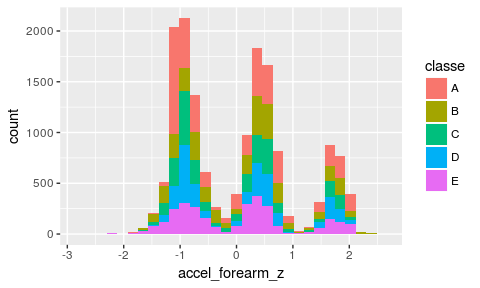 2000
1500
1000
500
0
count
-3 -2 -1 0 1 2
accel_forearm_z
classe
A
B
C
D
E